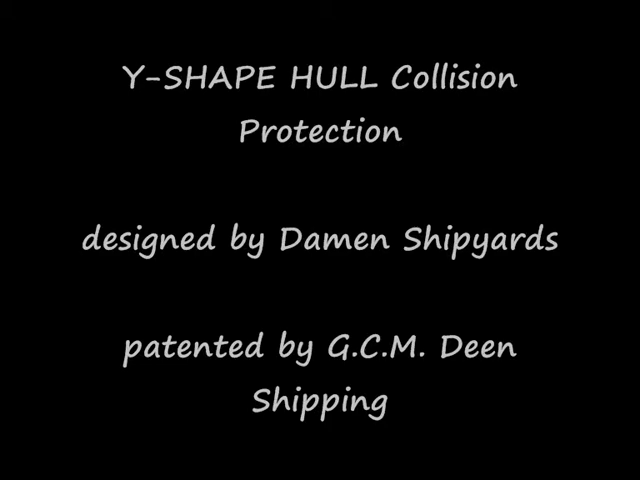 Y-SHAPE HULL Collision
Protection
designed by Damen Shipyards
patented by G.C.M. Deen
Shipping